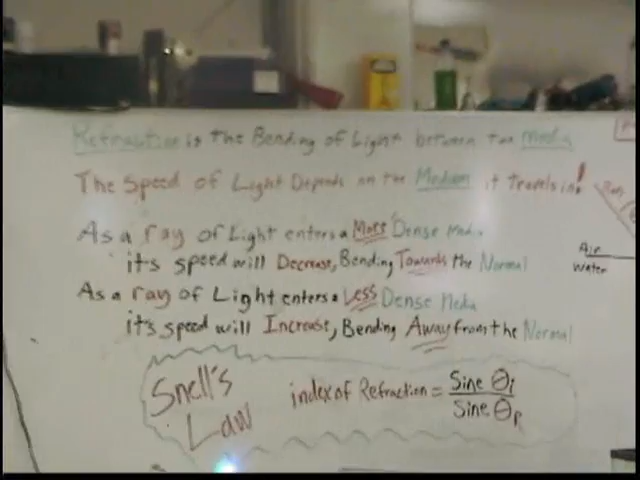 Refraction is the Bending of Light between two Media
The Speed of Light Depends on the Medium it Travels in!
As a ray of Light enters a More Dense Media
it's speed will Decrease, Bending Towards the Normal
As a ray of Light enters a Less Dense Media
it's speed will Increase, Bending Away from the Normal
Snell's
Law
index of Refraction = Sine Θi
Sine ΘR
Air
Water